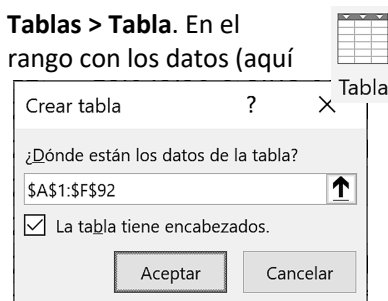 Tablas > Tabla. En el
rango con los datos (aquí
Tabla
Crear tabla ? ×
¿Dónde están los datos de la tabla?
$A$1:$F$92
La tabla tiene encabezados.
Aceptar Cancelar